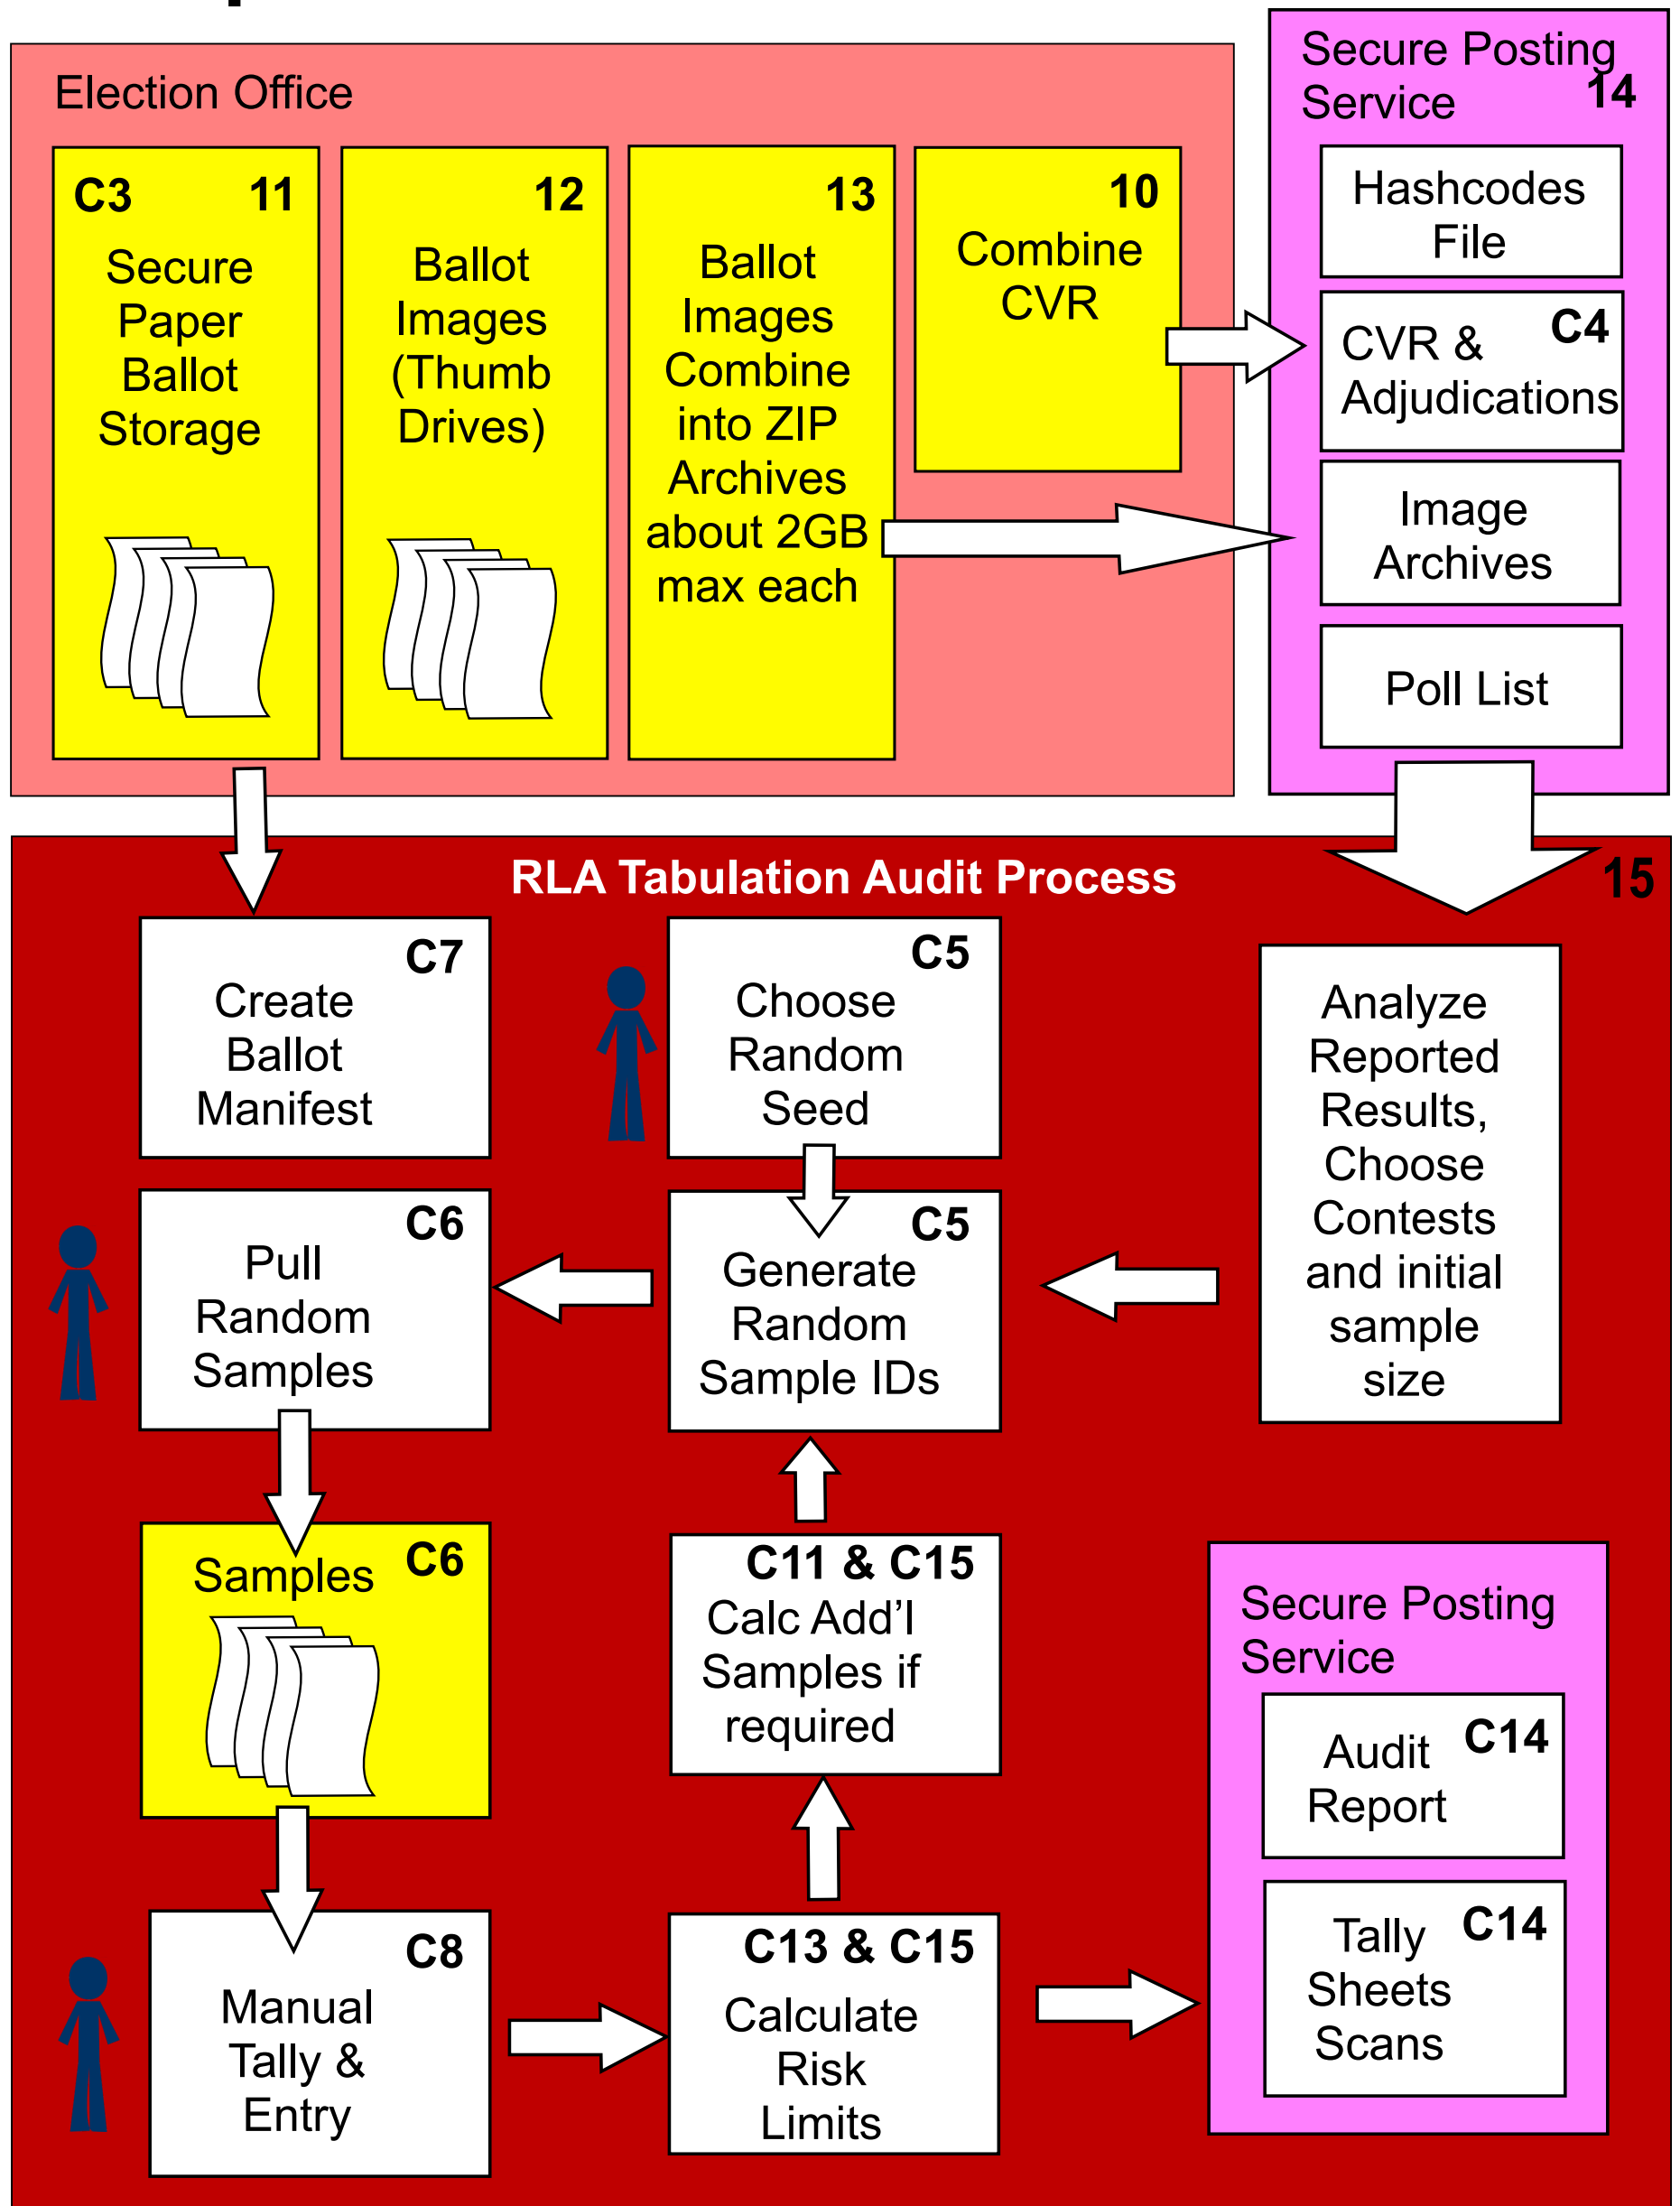 Election Office
C3 11
Secure
Paper
Ballot
Storage
12
Ballot
Images
(Thumb
Drives)
13
Ballot
Images
Combine
into ZIP
Archives
about 2GB
max each
10
Combine
CVR
Secure Posting
Service 14
Hashcodes
File
C4
CVR &
Adjudications
Image
Archives
Poll List
RLA Tabulation Audit Process
15
C7
Create
Ballot
Manifest
C5
Choose
Random
Seed
Analyze
Reported
Results,
Choose
Contests
and initial
sample
size
C6
Pull
Random
Samples
C5
Generate
Random
Sample IDs
Samples C6
C11 & C15
Calc Add’l
Samples if
required
C8
Manual
Tally &
Entry
C13 & C15
Calculate
Risk
Limits
Secure Posting
Service
Audit C14
Report
Tally C14
Sheets
Scans